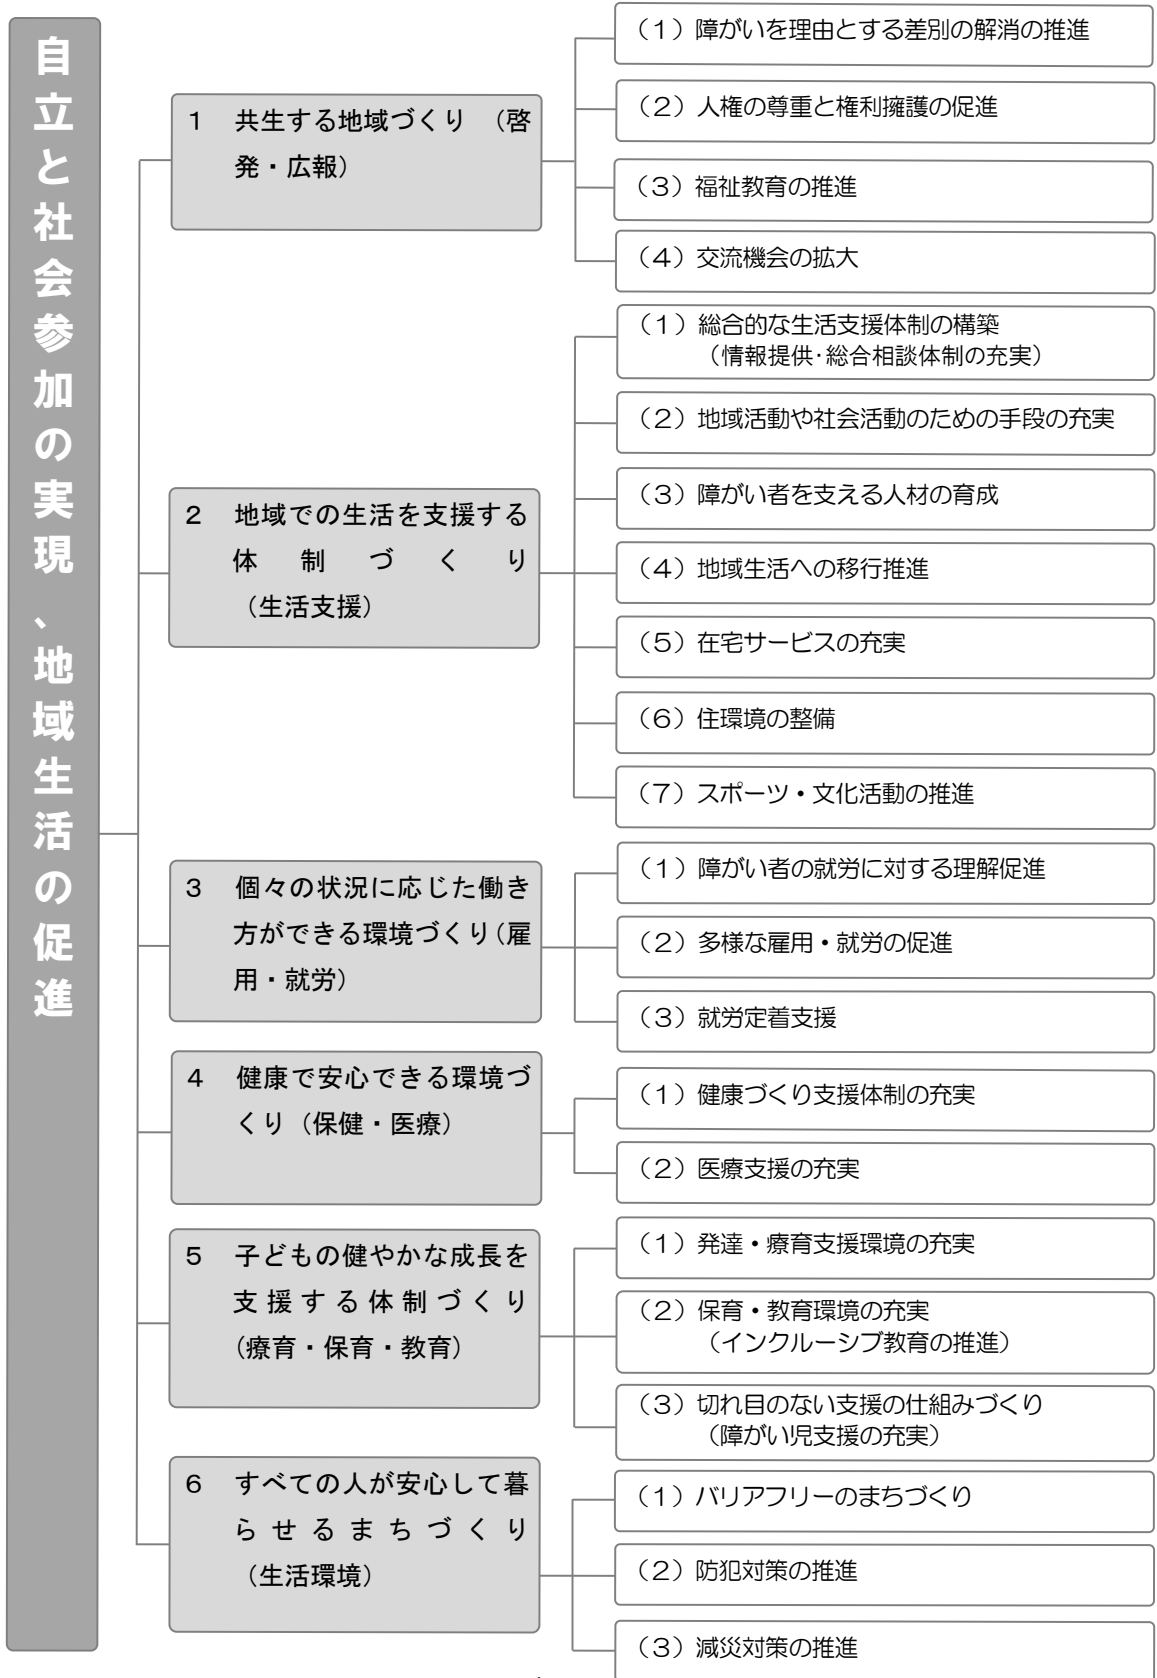 自立と社会参加の実現、地域生活の促進
1 共生する地域づくり (啓
発・広報)
(1)障がいを理由とする差別の解消の推進
(2)人権の尊重と権利擁護の促進
(3)福祉教育の推進
(4)交流機会の拡大
2 地域での生活を支援する
体制づくり
(生活支援)
(1)総合的な生活支援体制の構築
(情報提供・総合相談体制の充実)
(2)地域活動や社会活動のための手段の充実
(3)障がい者を支える人材の育成
(4)地域生活への移行推進
(5)在宅サービスの充実
(6)住環境の整備
(7)スポーツ・文化活動の推進
3 個々の状況に応じた働き
方ができる環境づくり(雇
用・就労)
(1)障がい者の就労に対する理解促進
(2)多様な雇用・就労の促進
(3)就労定着支援
4 健康で安心できる環境づ
くり(保健・医療)
(1)健康づくり支援体制の充実
(2)医療支援の充実
5 子どもの健やかな成長を
支援する体制づくり
(療育・保育・教育)
(1)発達・療育支援環境の充実
(2)保育・教育環境の充実
(インクルーシブ教育の推進)
(3)切れ目のない支援の仕組みづくり
(障がい児支援の充実)
6 すべての人が安心して暮
らせるまちづくり
(生活環境)
(1)バリアフリーのまちづくり
(2)防犯対策の推進
(3)減災対策の推進